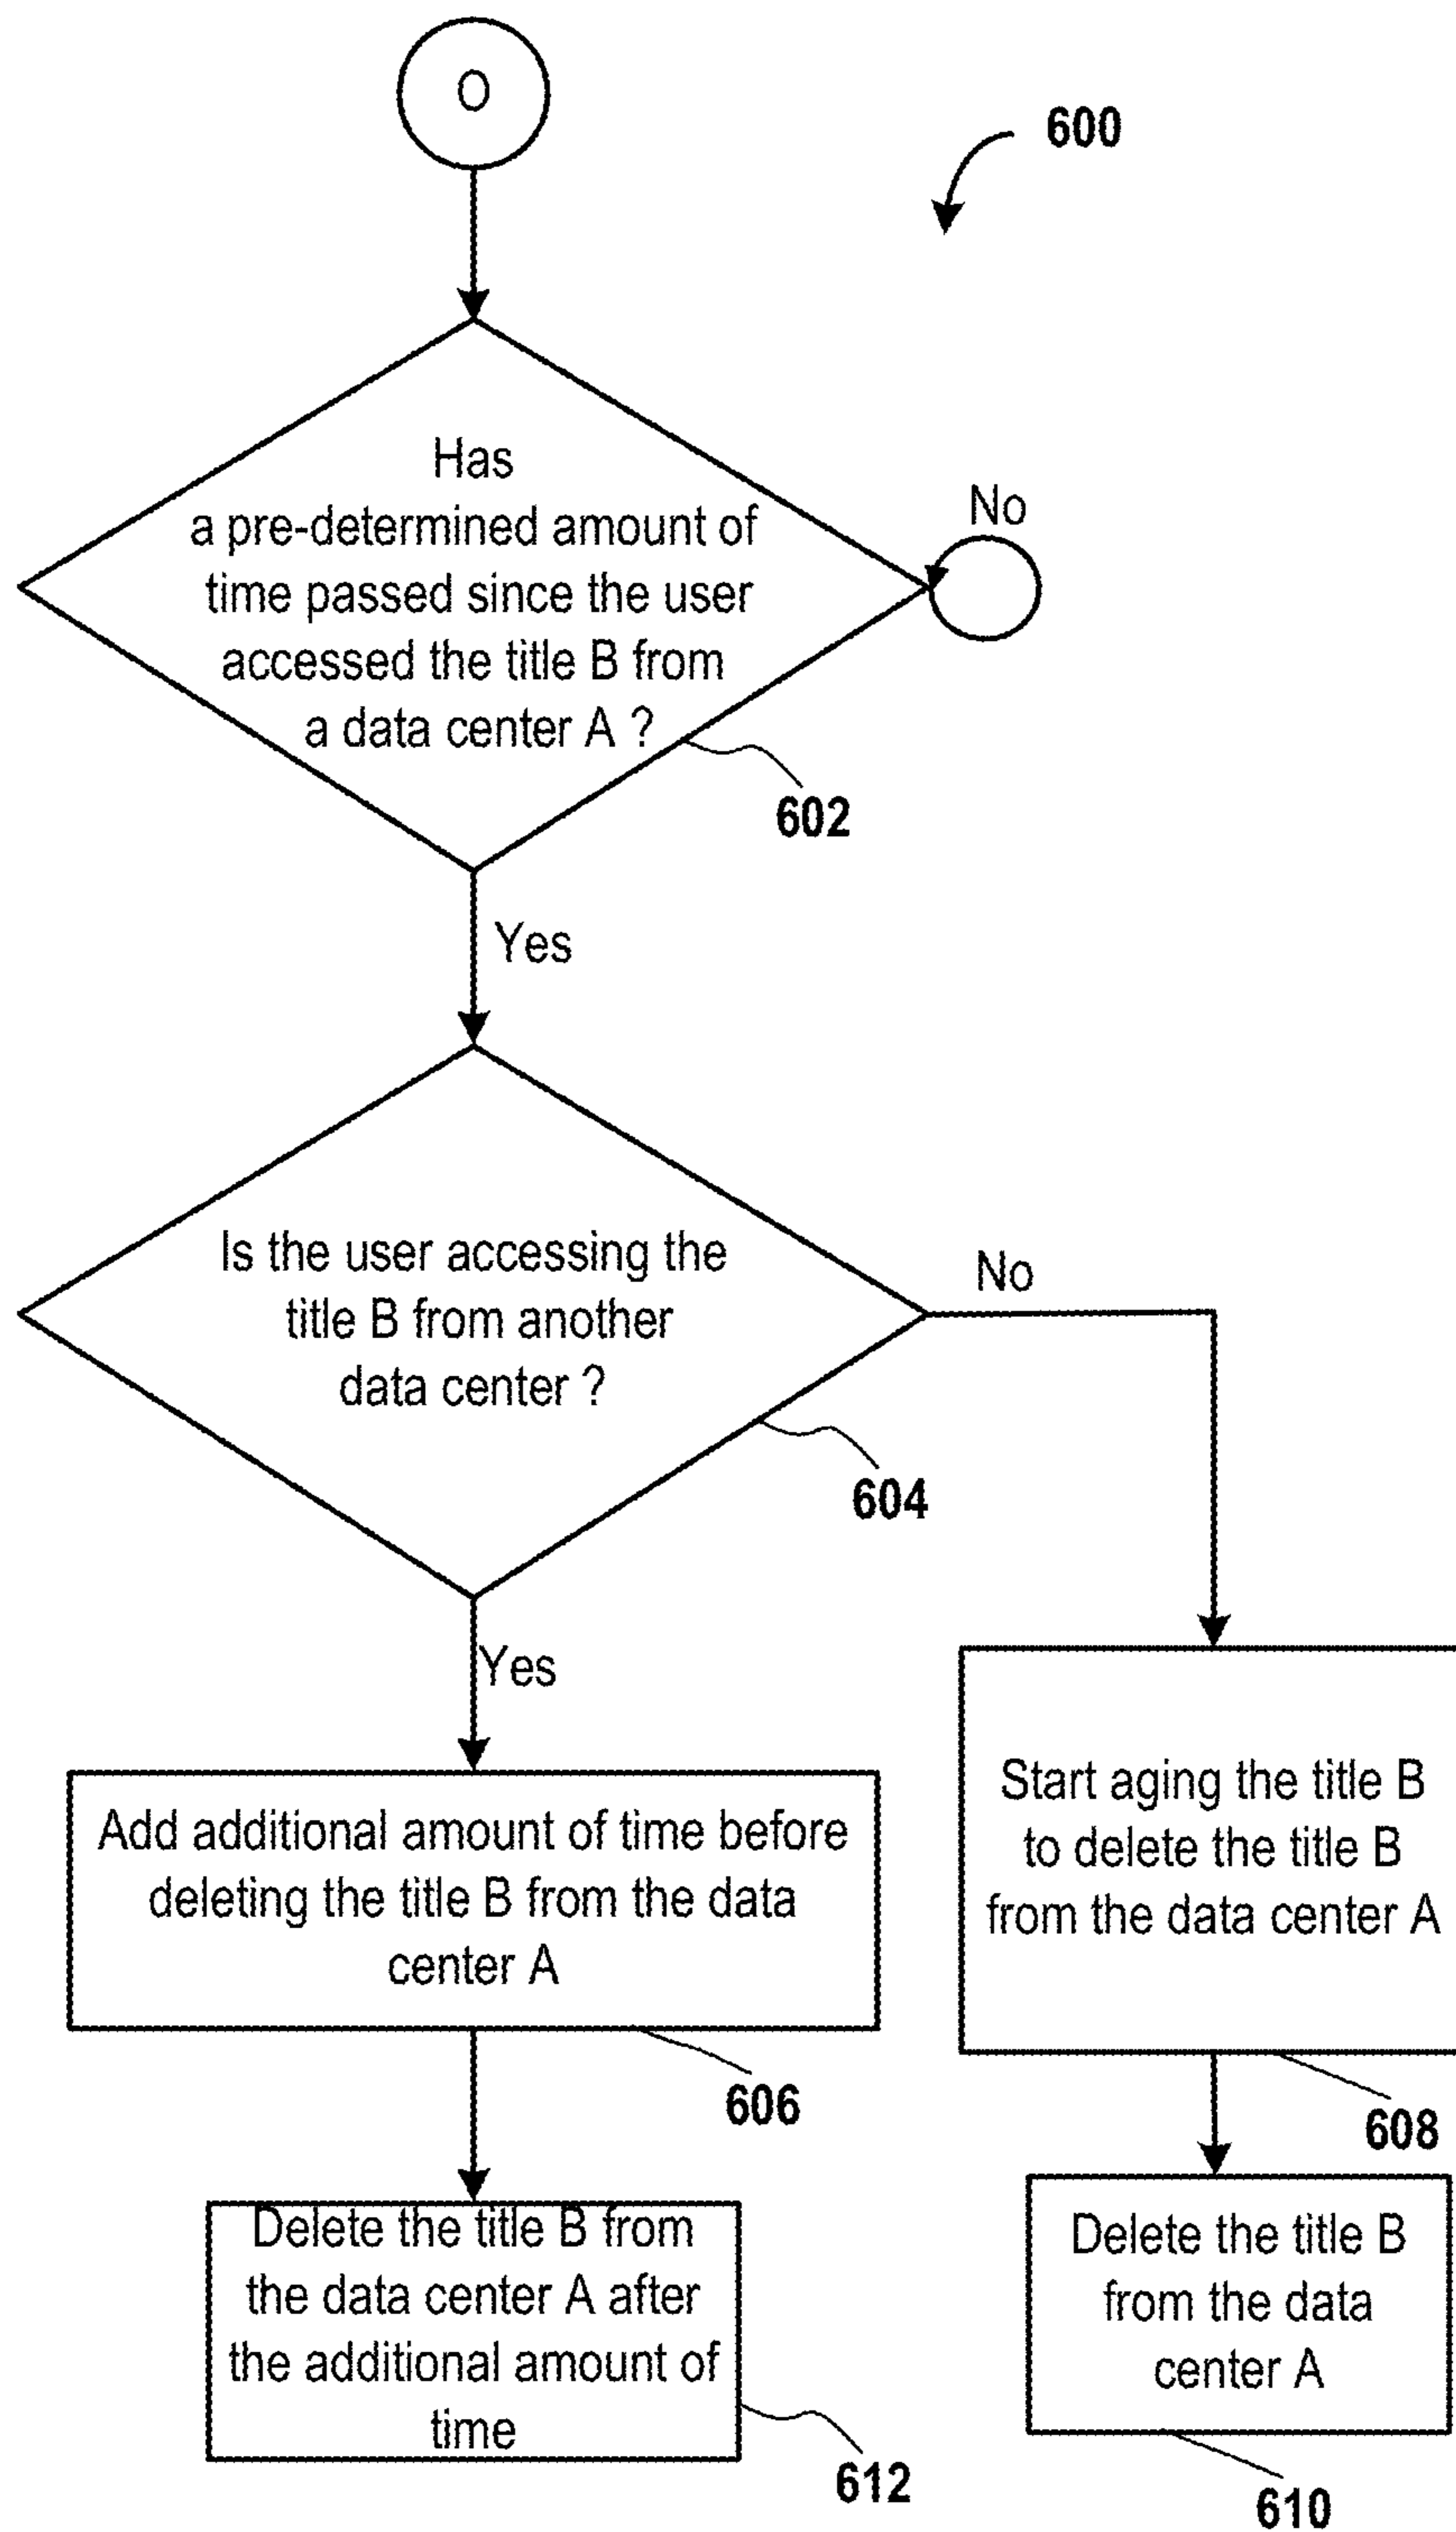 O
600
Has
a pre-determined amount of
time passed since the user
accessed the title B from
a data center A ?
No
602
Yes
Is the user accessing the
title B from another
data center ?
No
604
Yes
Add additional amount of time before
deleting the title B from the data
center A
606
Start aging the title B
to delete the title B
from the data center A
608
Delete the title B from
the data center A after
the additional amount of
time
612
Delete the title B
from the data
center A
610